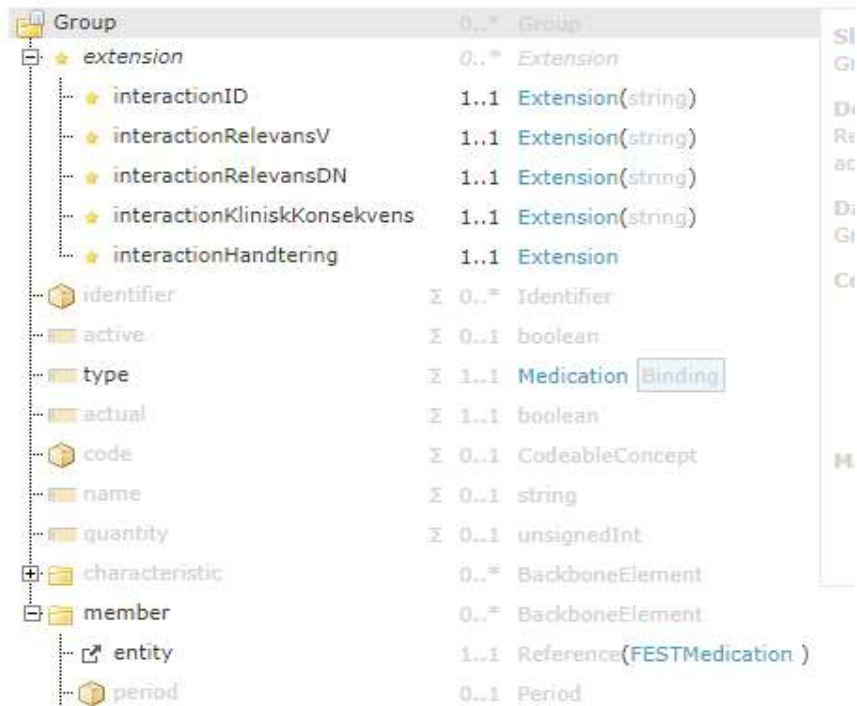 Group 0..* Group
extension 0..* Extension
interactionID 1..1 Extension(string)
interactionRelevansV 1..1 Extension(string)
interactionRelevansDN 1..1 Extension(string)
interactionKliniskKonsekvens 1..1 Extension(string)
interactionHandtering 1..1 Extension
identifier Σ 0..* Identifier
active Σ 0..1 boolean
type Σ 1..1 Medication Binding
actual Σ 1..1 boolean
code Σ 0..1 CodeableConcept
name Σ 0..1 string
quantity Σ 0..1 unsignedInt
characteristic 0..* BackboneElement
member 0..* BackboneElement
entity 1..1 Reference(FESTMedication )
period 0..1 Period